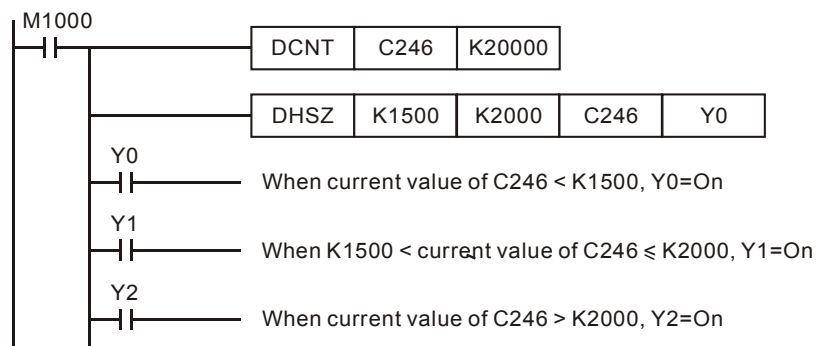 M1000
DCNT C246 K20000
DHSZ K1500 K2000 C246 Y0
Y0
When current value of C246 < K1500, Y0=On
Y1
When K1500 < current value of C246 ≤ K2000, Y1=On
Y2
When current value of C246 > K2000, Y2=On